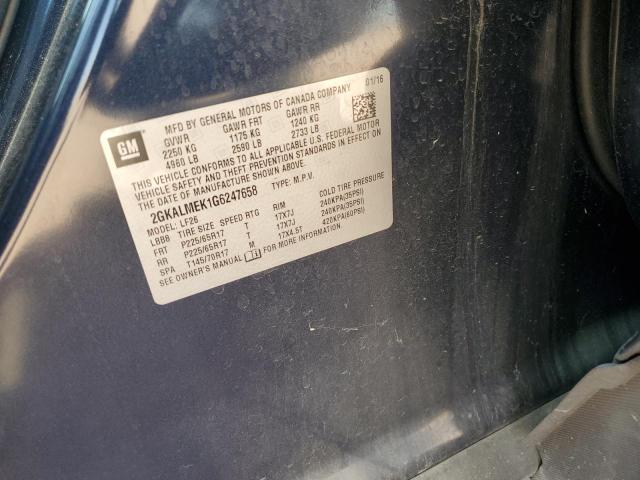 GM
MFD BY GENERAL MOTORS OF CANADA COMPANY
01/16
GVWR GAWR FRT GAWR RR
2250 KG 1175 KG 1240 KG
4960 LB 2590 LB 2733 LB
THIS VEHICLE CONFORMS TO ALL APPLICABLE U.S. FEDERAL MOTOR
VEHICLE SAFETY AND THEFT PREVENTION STANDARDS IN EFFECT ON
THE DATE OF MANUFACTURE SHOWN ABOVE.
2GKALMEK1G6247658 TYPE: M.P.V.
MODEL: LF26
LBBB TIRE SIZE SPEED RTG RIM COLD TIRE PRESSURE
FRT P225/65R17 T 17X7J 240KPA(35PSI)
RR P225/65R17 T 17X7J 240KPA(35PSI)
SPA T145/70R17 M 17X4.5T 420KPA(60PSI)
SEE OWNER'S MANUAL FOR MORE INFORMATION.